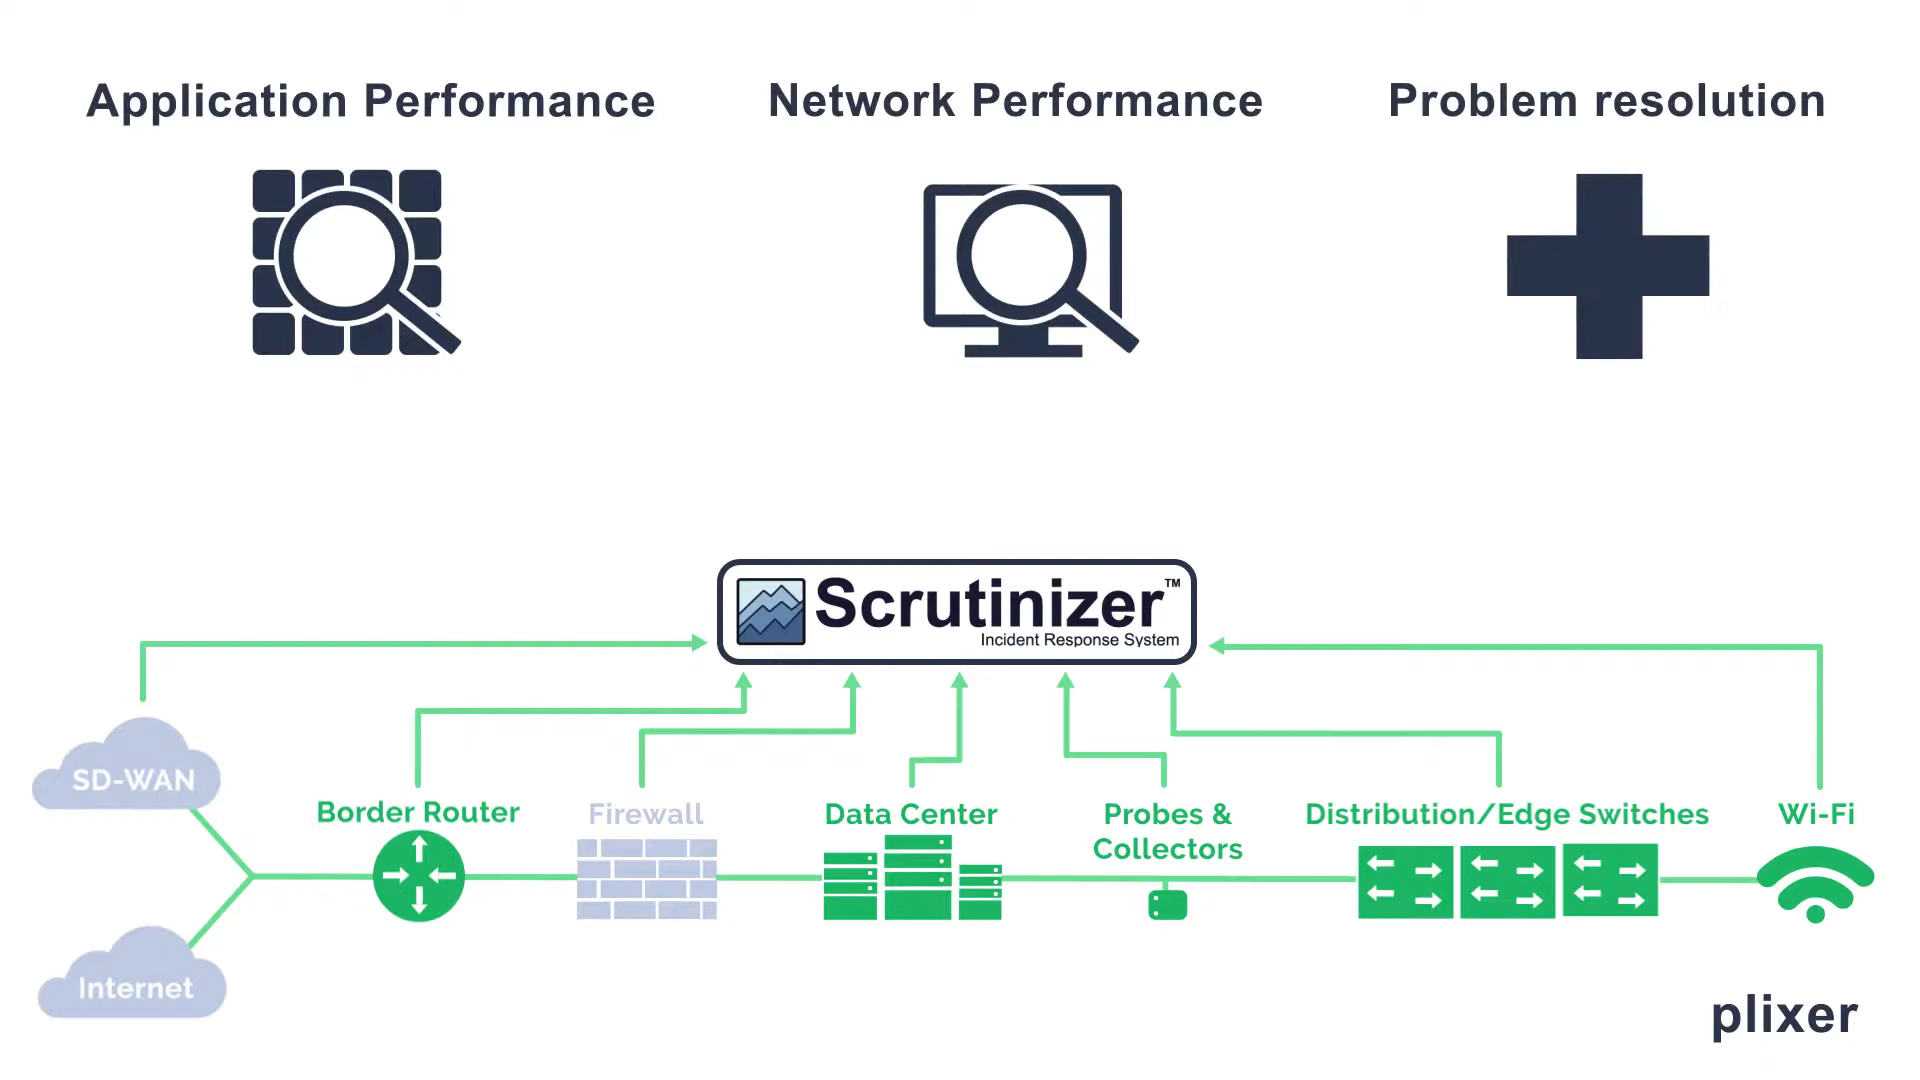 Application Performance
Network Performance
Problem resolution
Scrutinizer™
Incident Response System
SD-WAN
Border Router
Firewall
Data Center
Probes &
Collectors
Distribution/Edge Switches
Wi-Fi
Internet
plixer